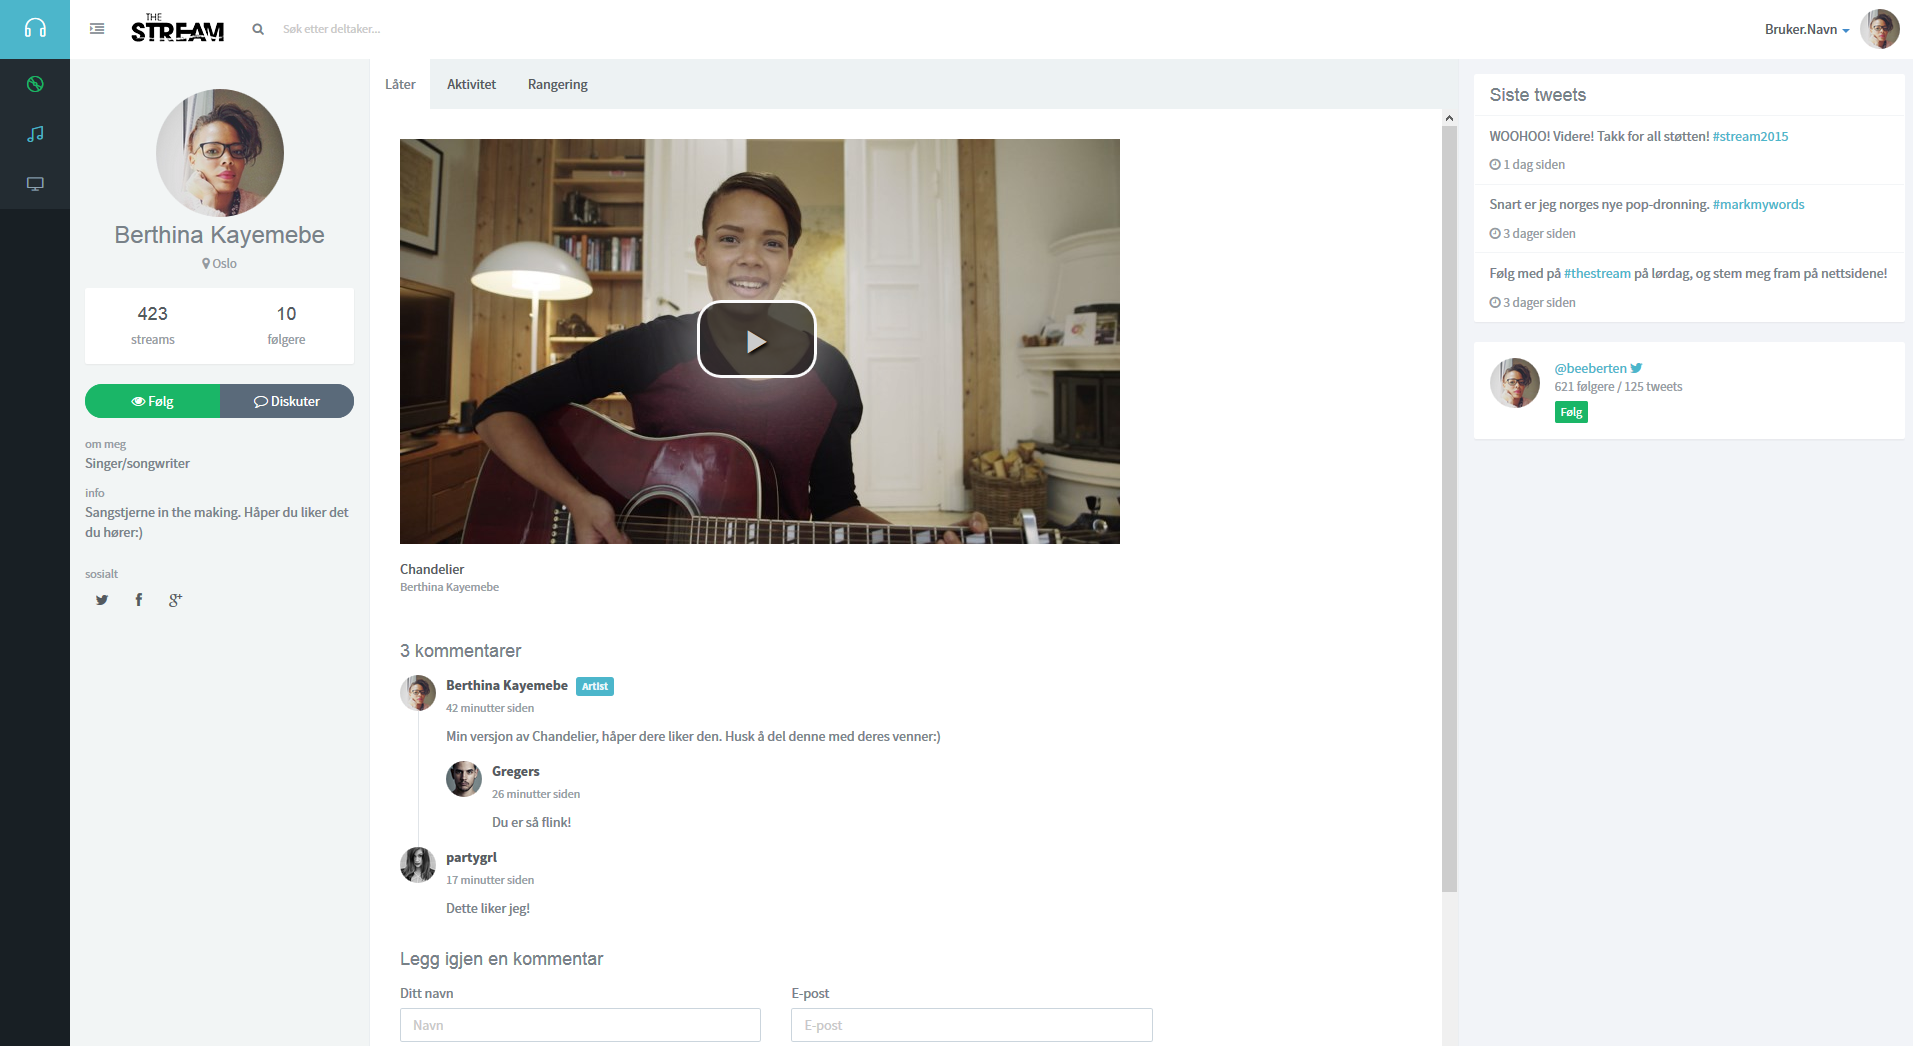 THE
STREAM
Søk etter deltaker...
Bruker.Navn
Berthina Kayemebe
Oslo
423
streams
10
følgere
Følg
Diskuter
om meg
Singer/songwriter
info
Sangstjerne in the making. Håper du liker det
du hører:)
sosialt
Låter
Aktivitet
Rangering
Chandelier
Berthina Kayemebe
3 kommentarer
Berthina Kayemebe Artist
42 minutter siden
Min versjon av Chandelier, håper dere liker den. Husk å del denne med deres venner:)
Gregers
26 minutter siden
Du er så flink!
partygrl
17 minutter siden
Dette liker jeg!
Legg igjen en kommentar
Ditt navn
Navn
E-post
E-post
Siste tweets
WOOHOO! Videre! Takk for all støtten! #stream2015
1 dag siden
Snart er jeg norges nye pop-dronning. #markmywords
3 dager siden
Følg med på #thestream på lørdag, og stem meg fram på nettsidene!
3 dager siden
@beeberten
621 følgere / 125 tweets
Følg